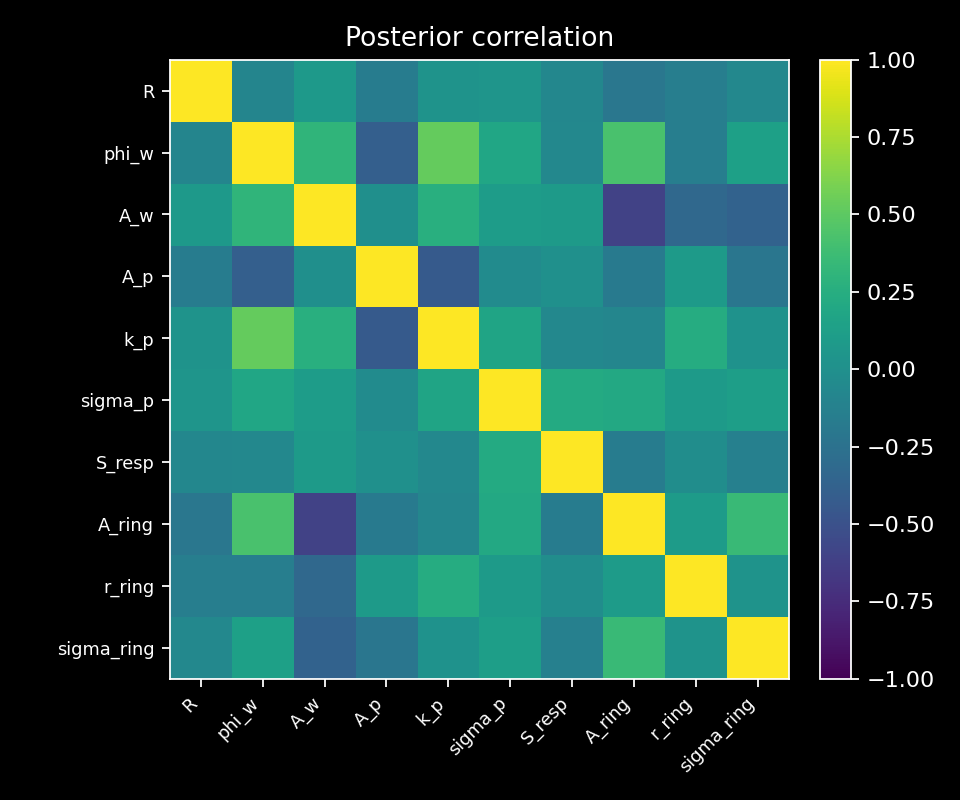 Posterior correlation
R
phi_w
A_w
A_p
k_p
sigma_p
S_resp
A_ring
r_ring
sigma_ring
R
phi_w
A_w
A_p
k_p
sigma_p
S_resp
A_ring
r_ring
sigma_ring
1.00
0.75
0.50
0.25
0.00
−0.25
−0.50
−0.75
−1.00